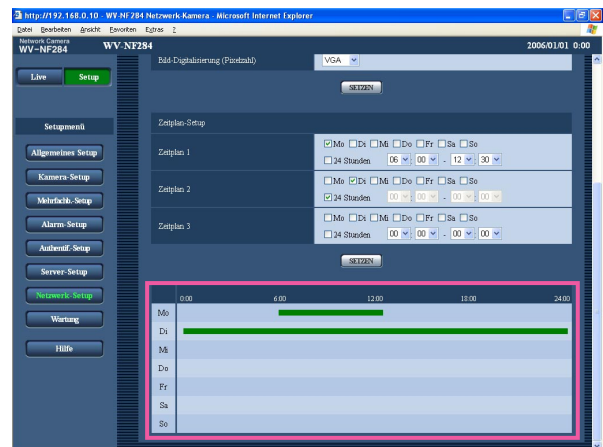 http://192.168.0.10 - WV-NF284 Netzwerk-Kamera - Microsoft Internet Explorer
Datei Bearbeiten Ansicht Favoriten Extras ?
Network Camera
WV-NF284
WV-NF284
2006/01/01 0:00
Live Setup
Bild-Digitalisierung (Pixelzahl) VGA
SETZEN
Setupmenü
Allgemeines Setup
Kamera-Setup
Mehrfachb.-Setup
Alarm-Setup
Authentif.-Setup
Server-Setup
Netzwerk-Setup
Wartung
Hilfe
Zeitplan-Setup
Zeitplan 1
Mo Di Mi Do Fr Sa So
24 Stunden 06 : 00 - 12 : 30
Zeitplan 2
Mo Di Mi Do Fr Sa So
24 Stunden 00 : 00 - 00 : 00
Zeitplan 3
Mo Di Mi Do Fr Sa So
24 Stunden 00 : 00 - 00 : 00
SETZEN
0:00 6:00 12:00 18:00 24:00
Mo
Di
Mi
Do
Fr
Sa
So